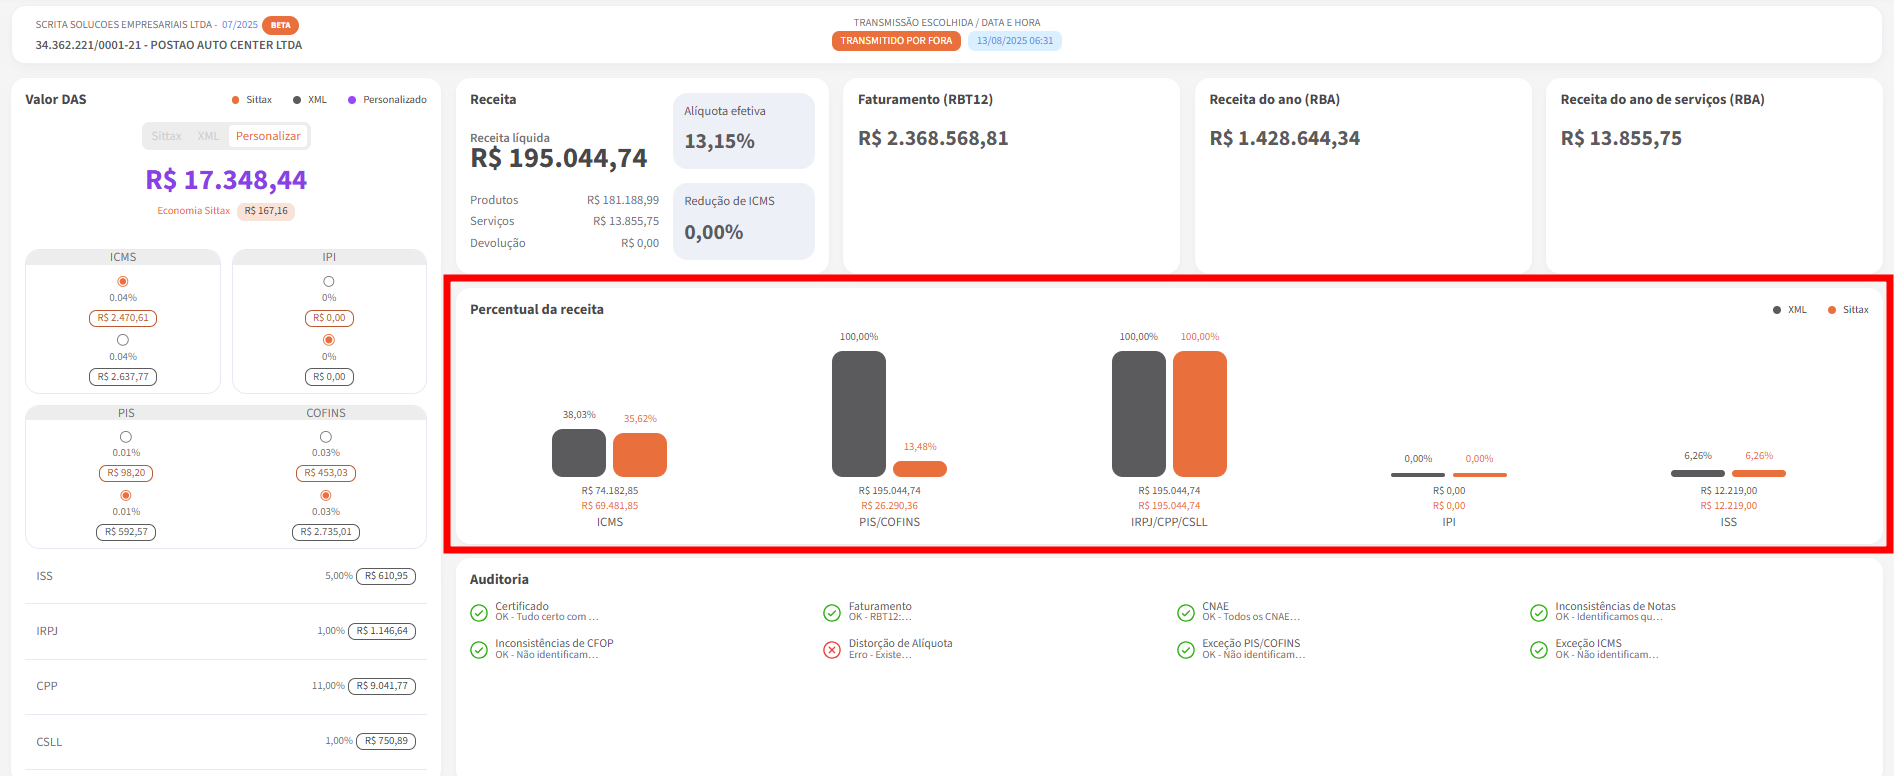 SCRITA SOLUCOES EMPRESARIAIS LTDA - 07/2025 BETA
34.362.221/0001-21 - POSTAO AUTO CENTER LTDA
TRANSMISSÃO ESCOLHIDA / DATA E HORA
TRANSMITIDO POR FORA 13/08/2025 06:31
Valor DAS
Sittax XML Personalizado
Sittax XML Personalizar
R$ 17.348,44
Economia Sittax R$ 167,16
ICMS
0.04%
R$ 2.470,61
0.04%
R$ 2.637,77
IPI
0%
R$ 0,00
0%
R$ 0,00
PIS
0.01%
R$ 98,20
0.01%
R$ 592,57
COFINS
0.03%
R$ 453,03
0.03%
R$ 2.735,01
ISS 5,00% R$ 610,95
IRPJ 1,00% R$ 1.146,64
CPP 11,00% R$ 9.041,77
CSLL 1,00% R$ 750,89
Receita
Receita líquida
R$ 195.044,74
Produtos R$ 181.188,99
Serviços R$ 13.855,75
Devolução R$ 0,00
Alíquota efetiva
13,15%
Redução de ICMS
0,00%
Faturamento (RBT12)
R$ 2.368.568,81
Receita do ano (RBA)
R$ 1.428.644,34
Receita do ano de serviços (RBA)
R$ 13.855,75
Percentual da receita
XML Sittax
38,03% 35,62%
R$ 74.182,85
R$ 69.481,85
ICMS
100,00% 13,48%
R$ 195.044,74
R$ 26.290,36
PIS/COFINS
100,00% 100,00%
R$ 195.044,74
R$ 195.044,74
IRPJ/CPP/CSLL
0,00% 0,00%
R$ 0,00
R$ 0,00
IPI
6,26% 6,26%
R$ 12.219,00
R$ 12.219,00
ISS
Auditoria
Certificado
OK - Tudo certo com ...
Faturamento
OK - RBT12:...
CNAE
OK - Todos os CNAE...
Inconsistências de Notas
OK - Identificamos qu...
Inconsistências de CFOP
OK - Não identificam...
Distorção de Alíquota
Erro - Existe...
Exceção PIS/COFINS
OK - Não identificam...
Exceção ICMS
OK - Não identificam...